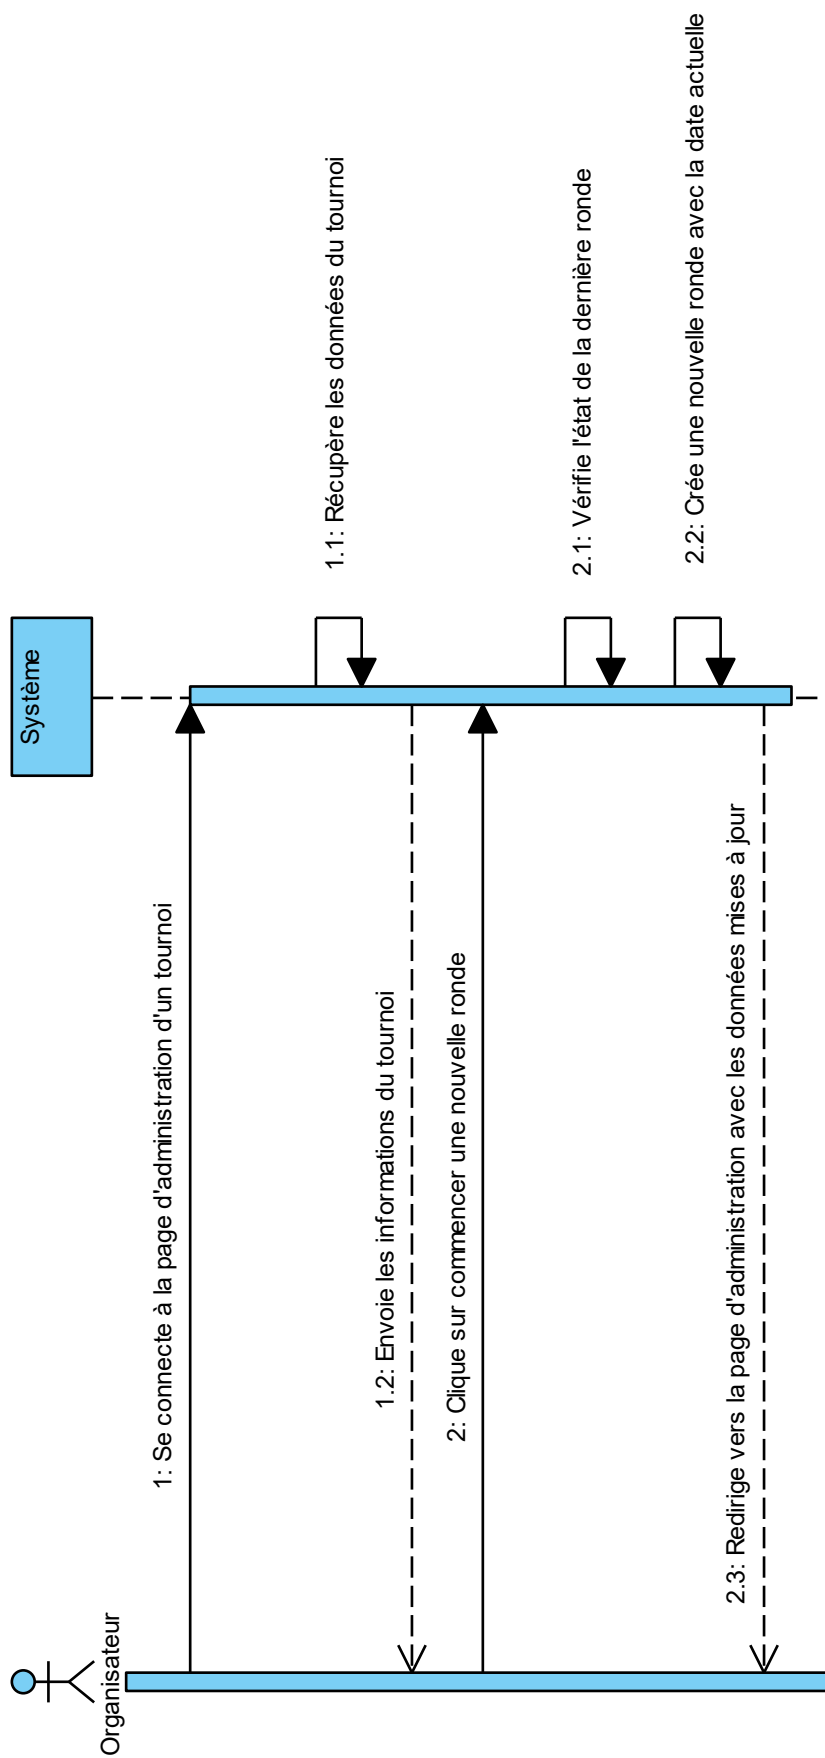 Organisateur
Système
1: Se connecte à la page d'administration d'un tournoi
1.1: Récupère les données du tournoi
1.2: Envoie les informations du tournoi
2: Clique sur commencer une nouvelle ronde
2.1: Vérifie l'état de la dernière ronde
2.2: Crée une nouvelle ronde avec la date actuelle
2.3: Redirige vers la page d'administration avec les données mises à jour